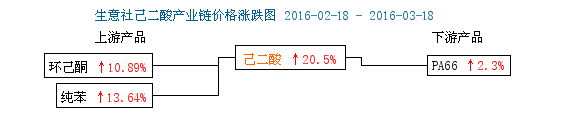 生意社己二酸产业链价格涨跌图 2016-02-18 - 2016-03-18
上游产品
下游产品
环己酮 ↑10.89%
己二酸 ↑20.5%
PA66 ↑2.3%
纯苯 ↑13.64%